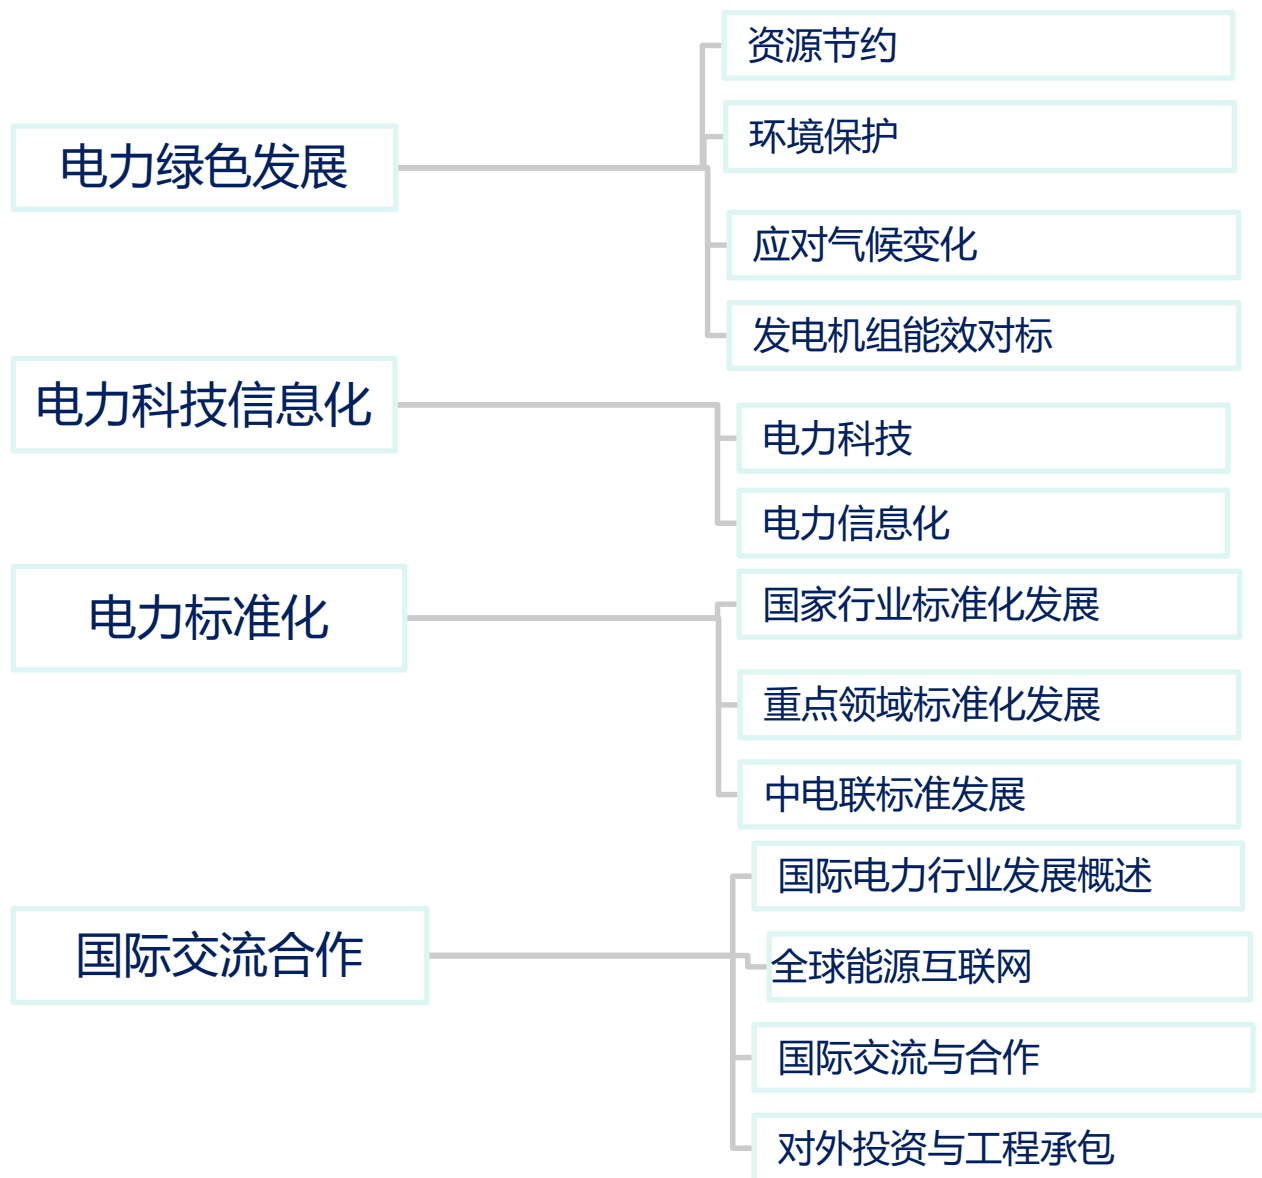 电力绿色发展
资源节约
环境保护
应对气候变化
发电机组能效对标
电力科技信息化
电力科技
电力信息化
电力标准化
国家行业标准化发展
重点领域标准化发展
中电联标准发展
国际交流合作
国际电力行业发展概述
全球能源互联网
国际交流与合作
对外投资与工程承包